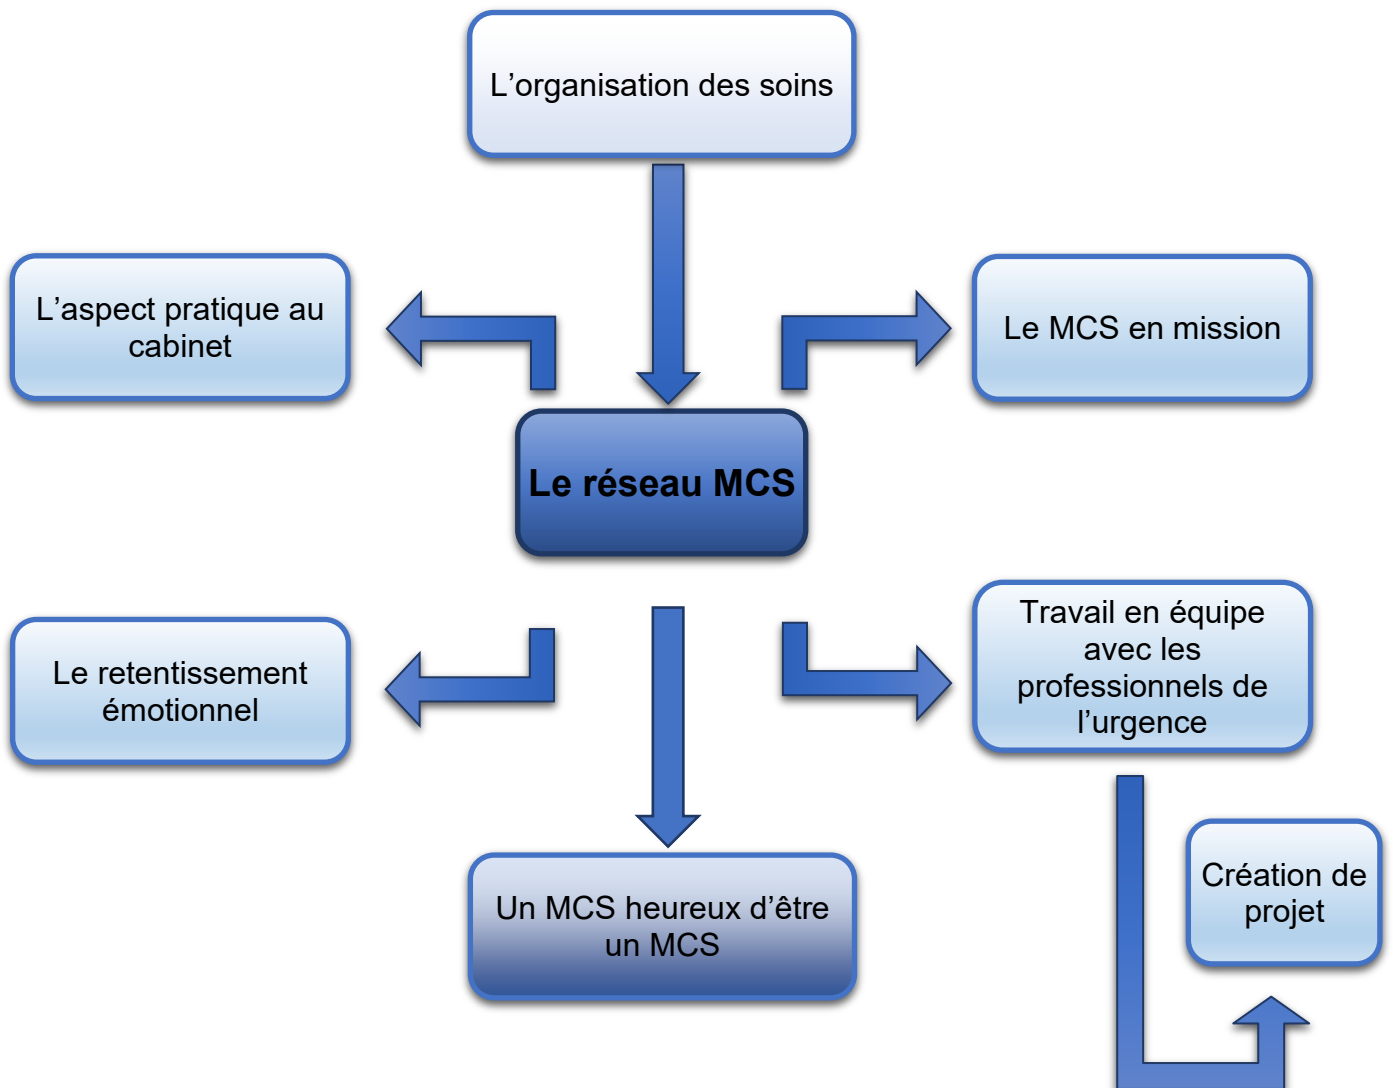 L’organisation des soins
L’aspect pratique au
cabinet
Le MCS en mission
Le réseau MCS
Le retentissement
émotionnel
Travail en équipe
avec les
professionnels de
l’urgence
Un MCS heureux d’être
un MCS
Création de
projet